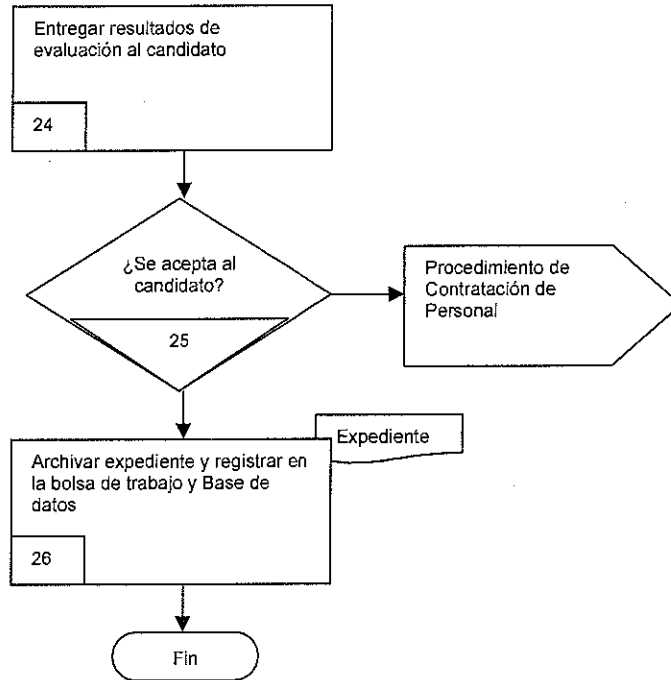 Entregar resultados de
evaluación al candidato
24
¿Se acepta al
candidato?
25
Procedimiento de
Contratación de
Personal
Expediente
Archivar expediente y registrar en
la bolsa de trabajo y Base de
datos
26
Fin